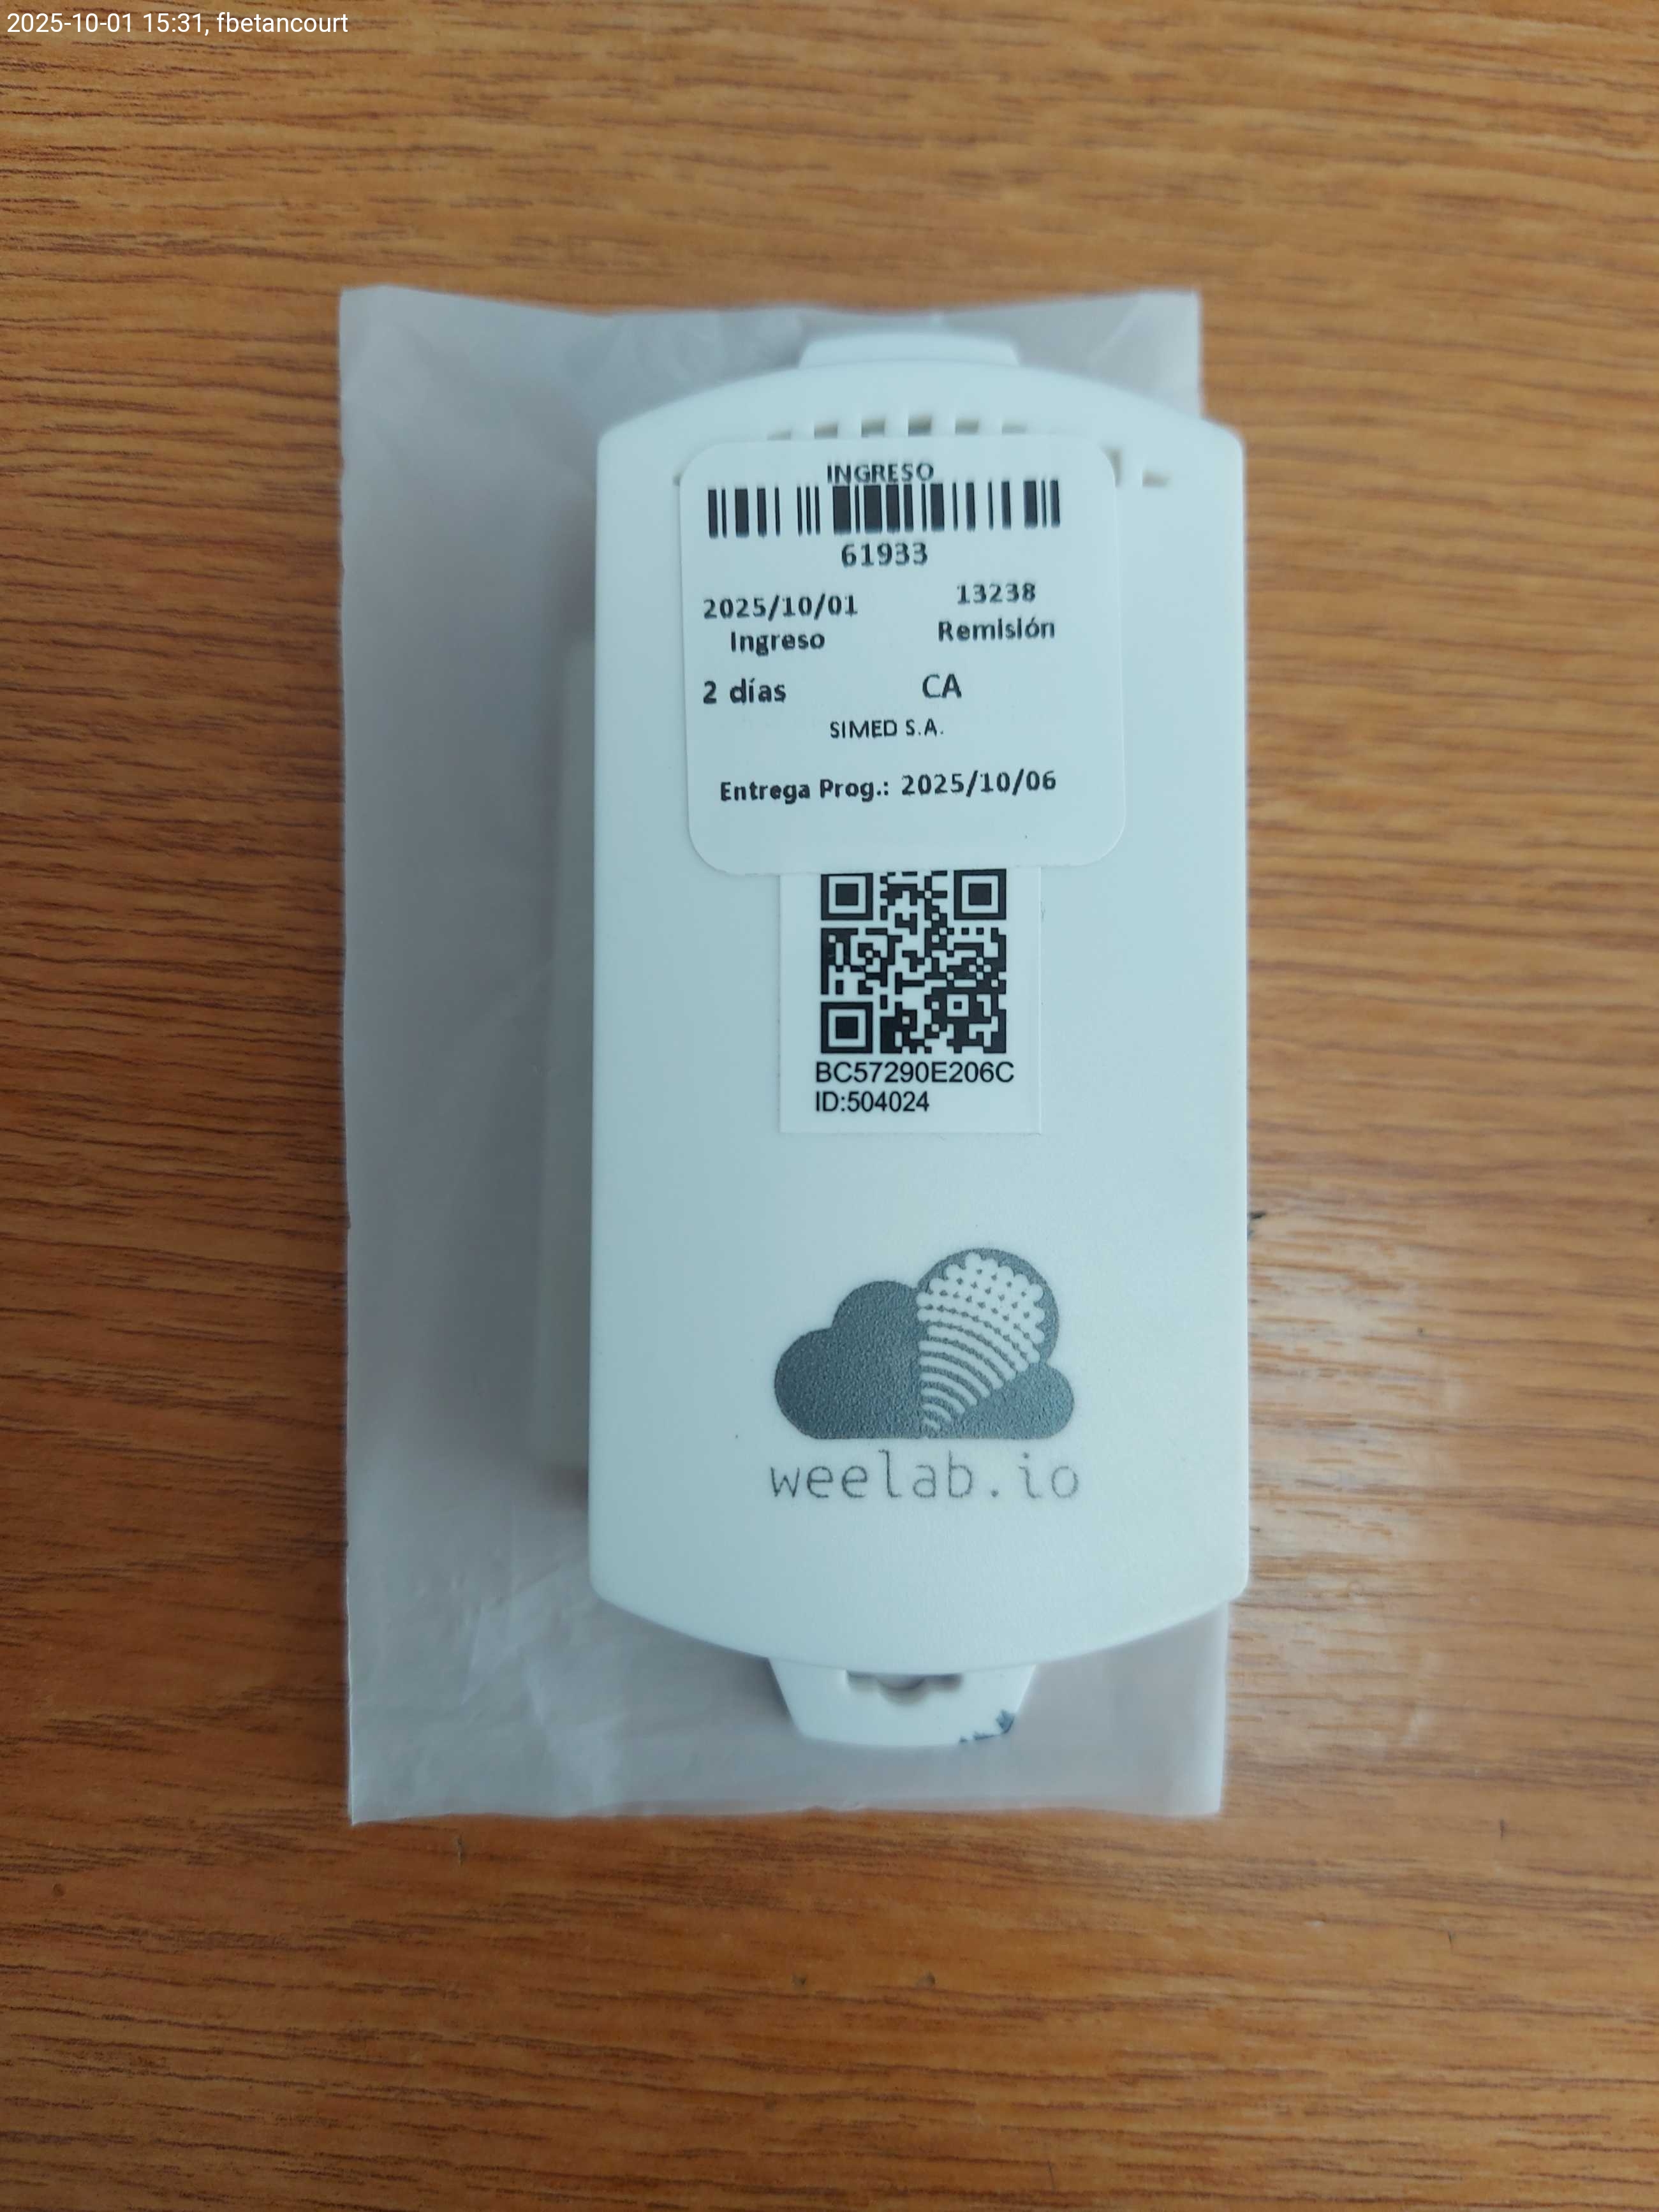 2025-10-01 15:31, fbetancourt
INGRESO
61933
2025/10/01 13238
Ingreso Remisión
2 días CA
SIMED S.A.
Entrega Prog.: 2025/10/06
BC57290E206C
ID:504024
weelab.io